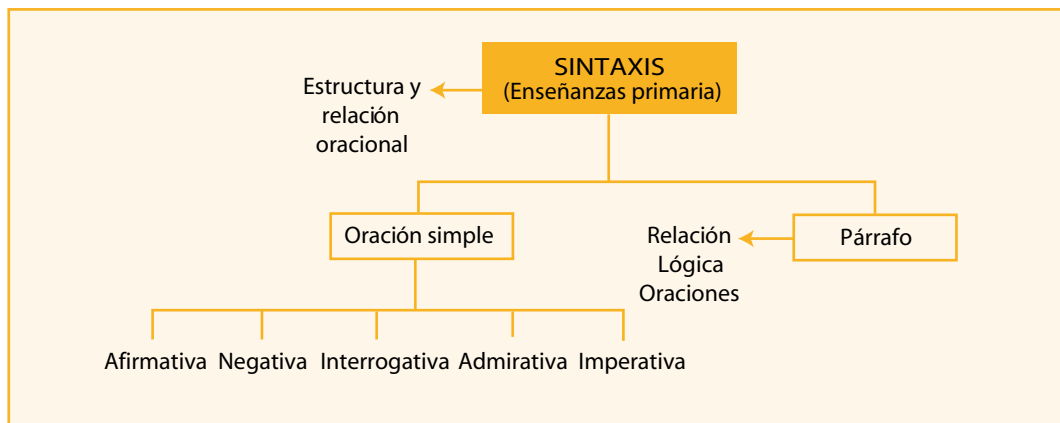 SINTAXIS
(Enseñanzas primaria)
Estructura y
relación
oracional
Oración simple
Relación
Lógica
Oraciones
Párrafo
Afirmativa
Negativa
Interrogativa
Admirativa
Imperativa